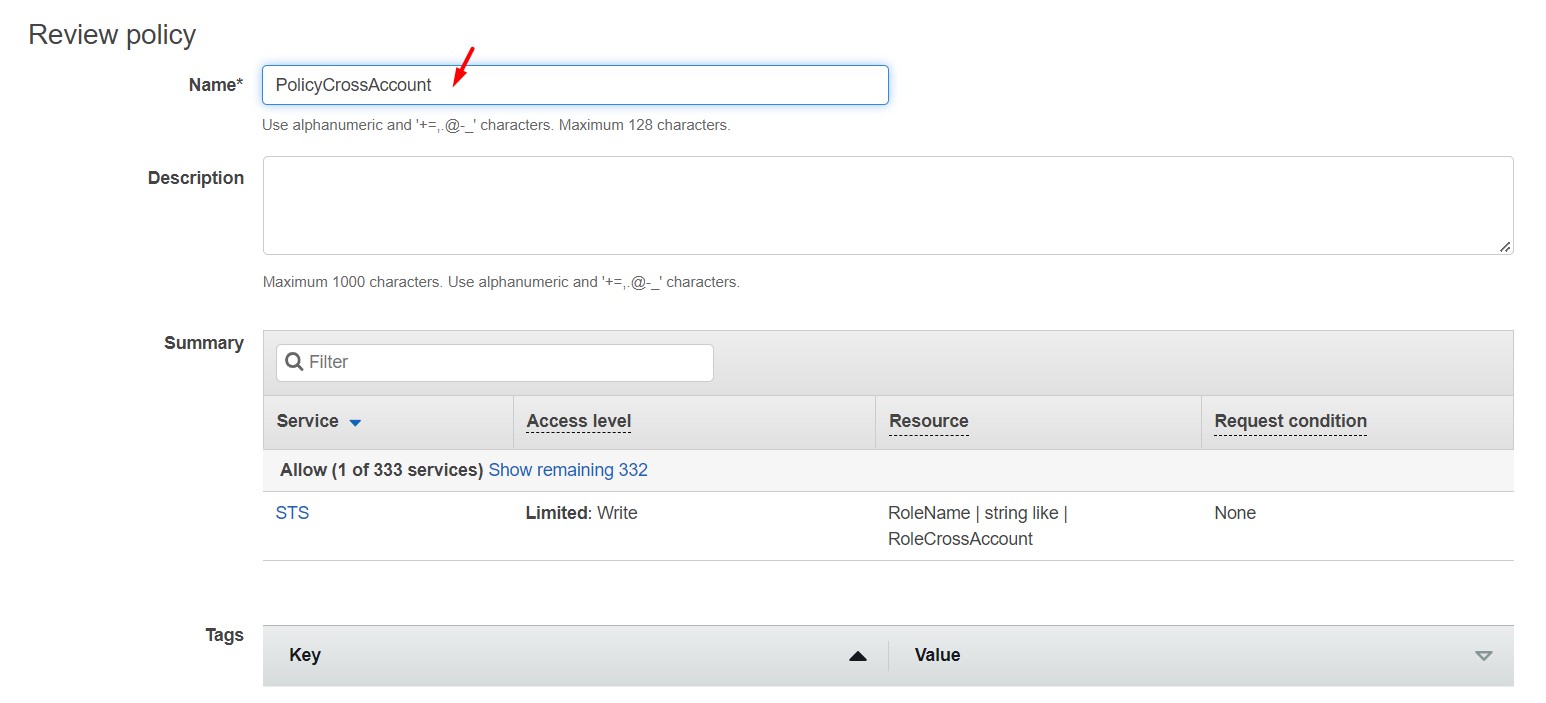 Review policy
Name*
PolicyCrossAccount
Use alphanumeric and '+=,.@-_' characters. Maximum 128 characters.
Description
Maximum 1000 characters. Use alphanumeric and '+=,.@-_' characters.
Summary
Filter
Service Access level Resource Request condition
Allow (1 of 333 services) Show remaining 332
STS Limited: Write RoleName | string like | None
RoleCrossAccount
Tags
Key Value